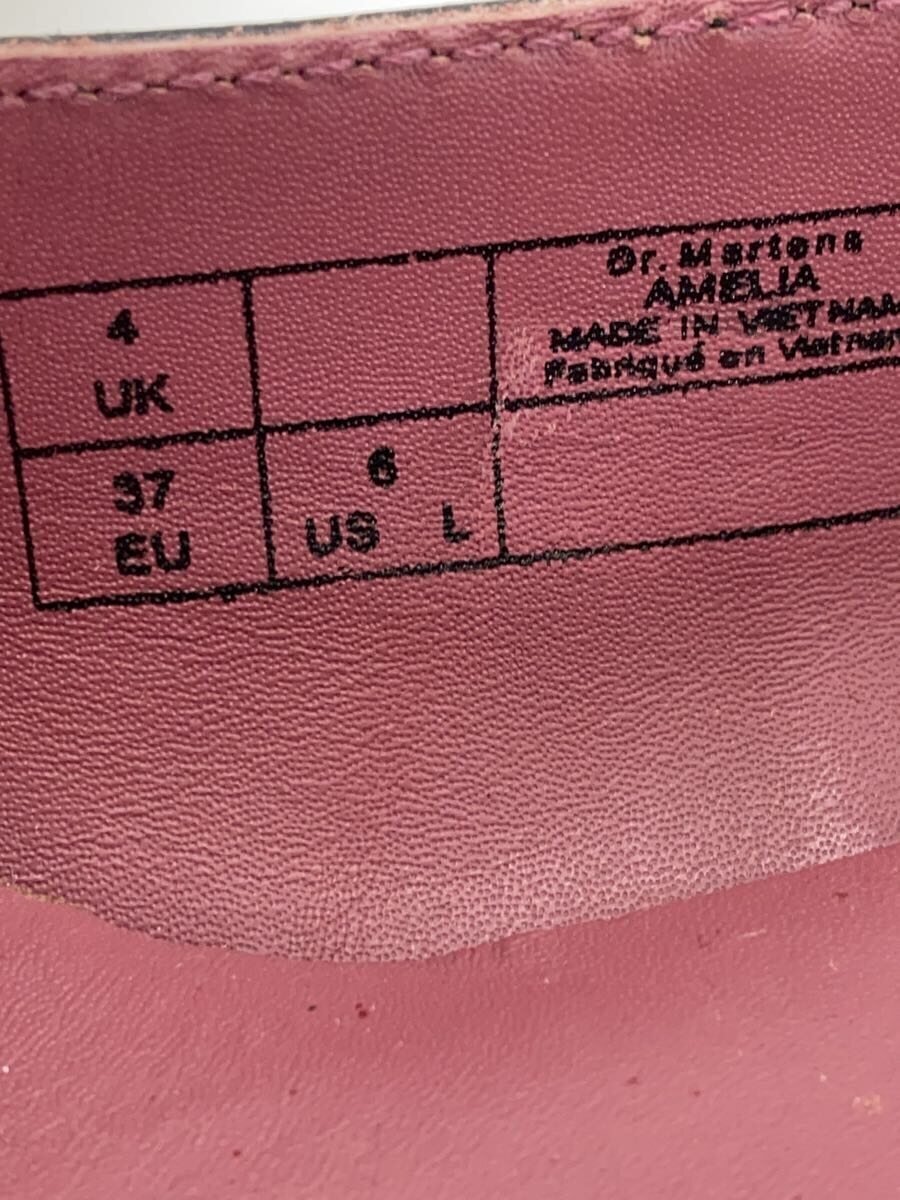 4
UK
Dr. Martens
AMELIA
MADE IN VIETNAM
Fabriqué en Vietnam
37
EU
6
US L